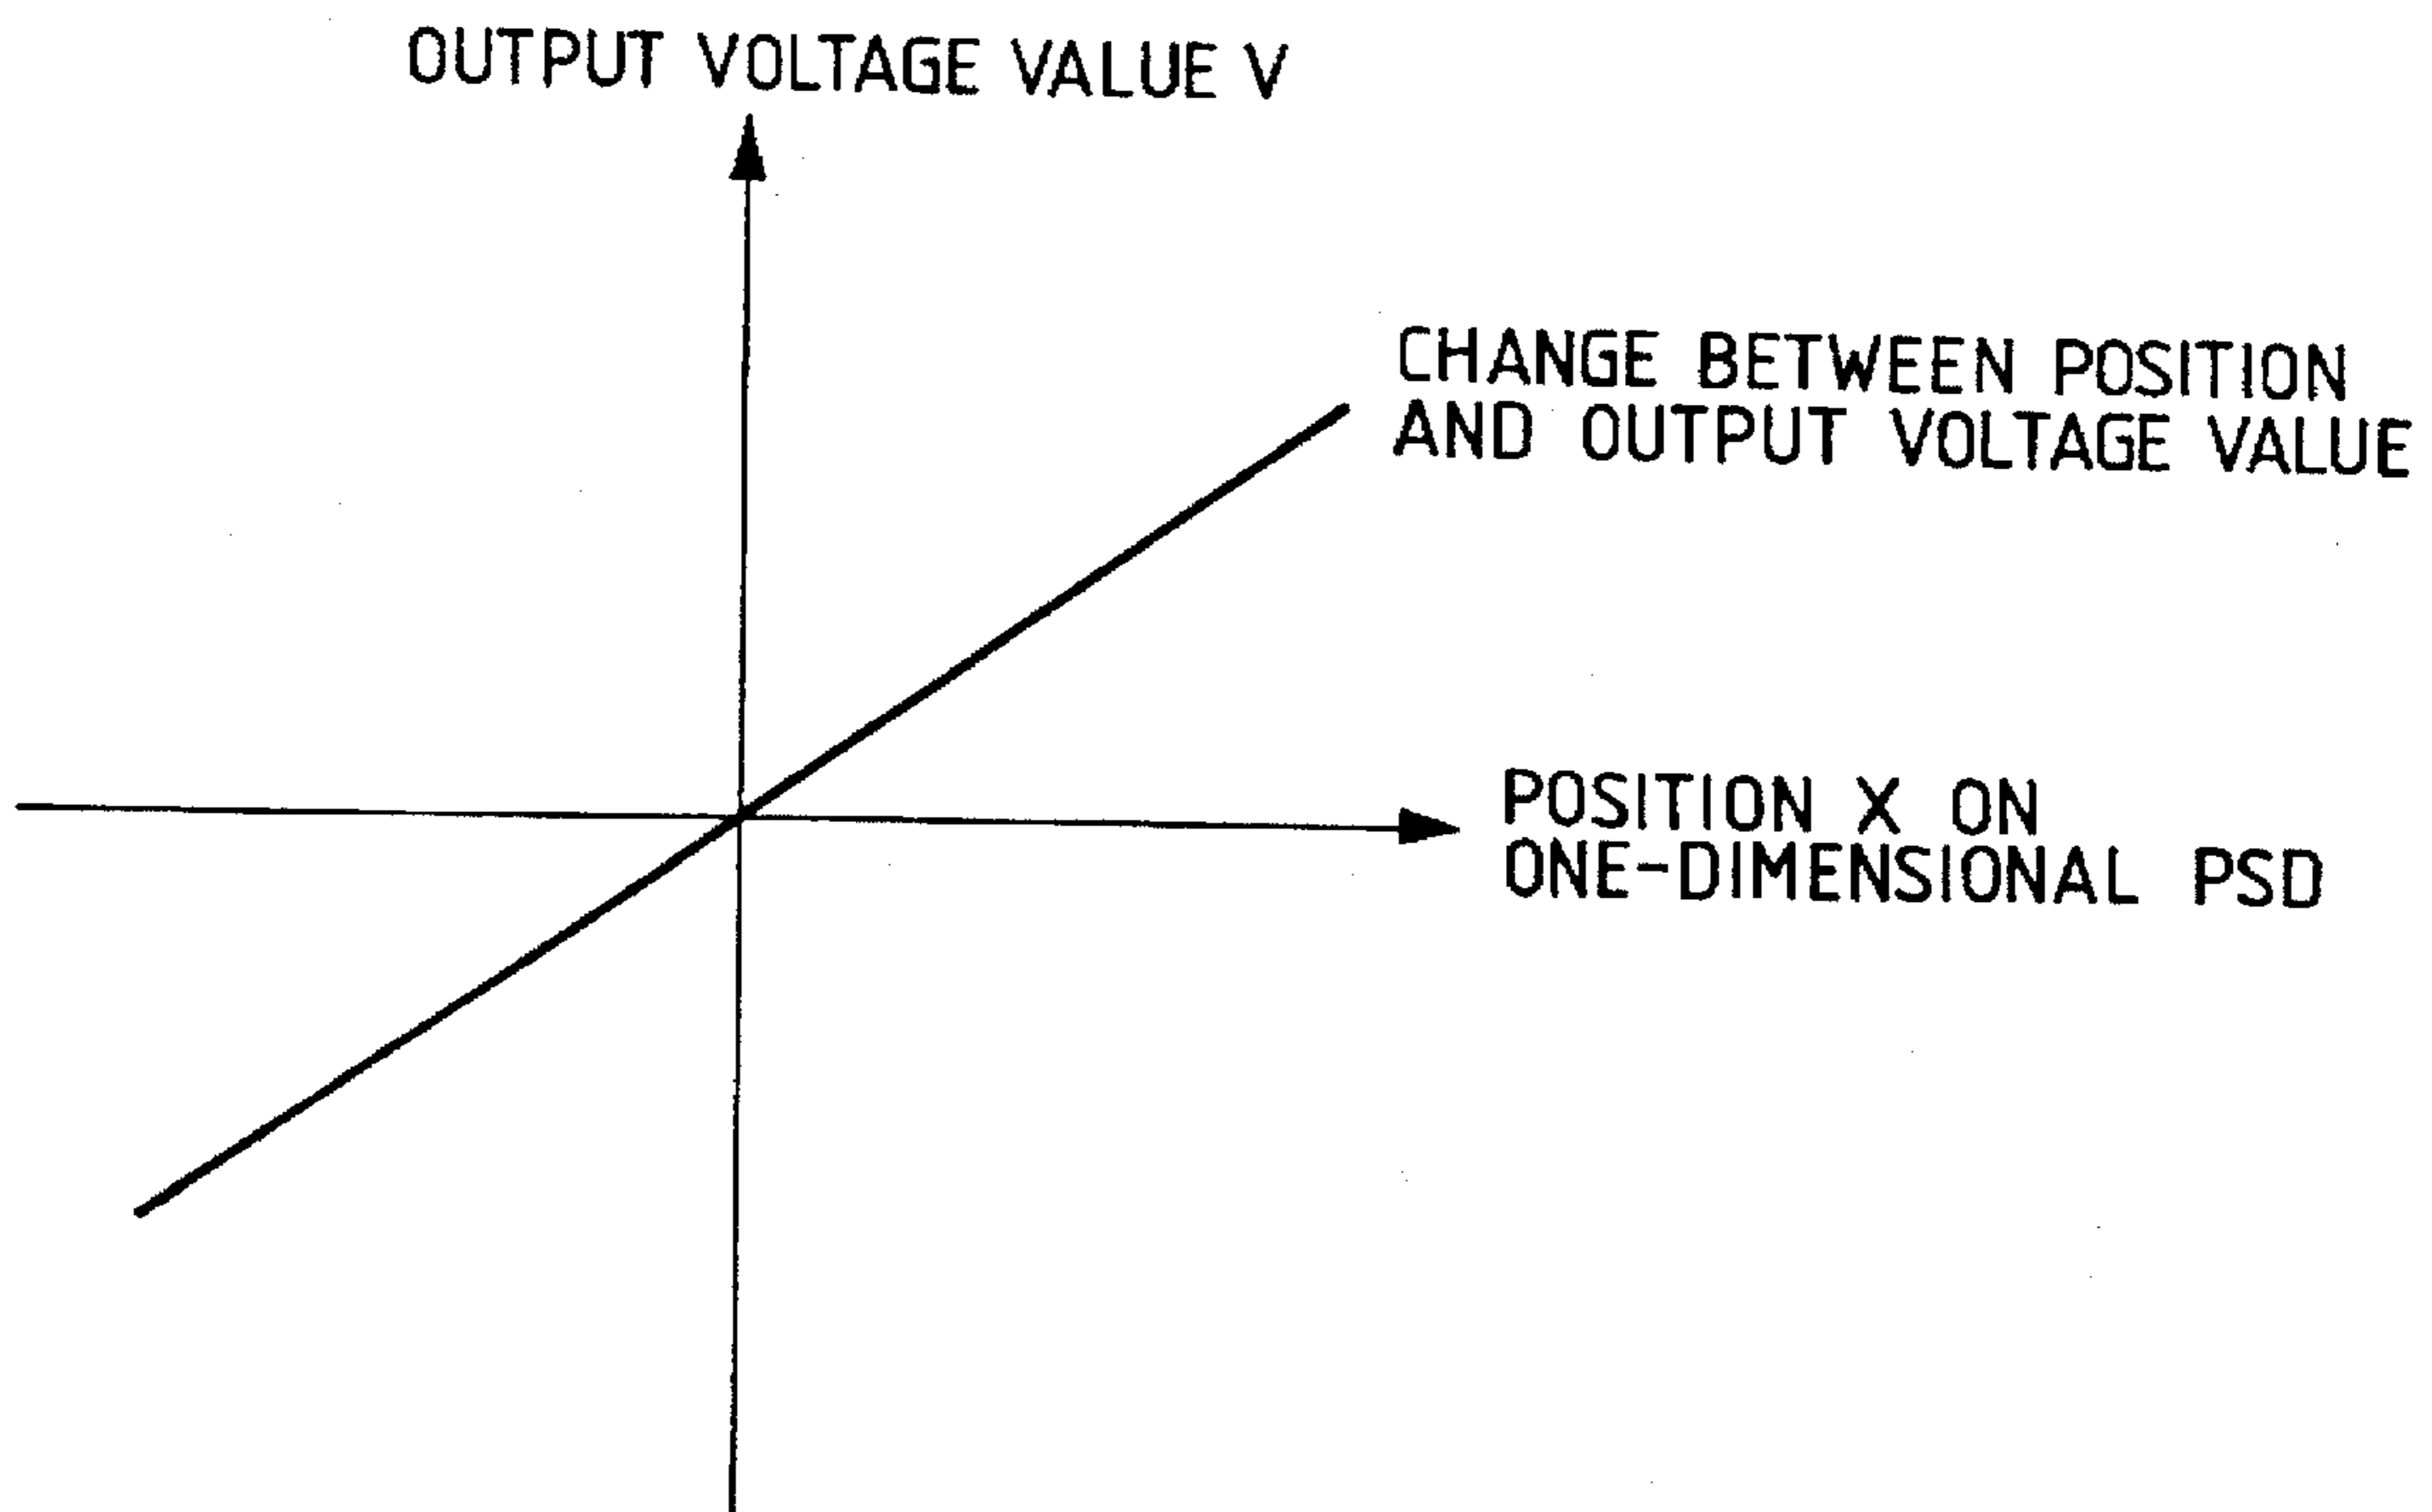 OUTPUT VOLTAGE VALUE V
CHANGE BETWEEN POSITION
AND OUTPUT VOLTAGE VALUE
POSITION X ON
ONE-DIMENSIONAL PSD